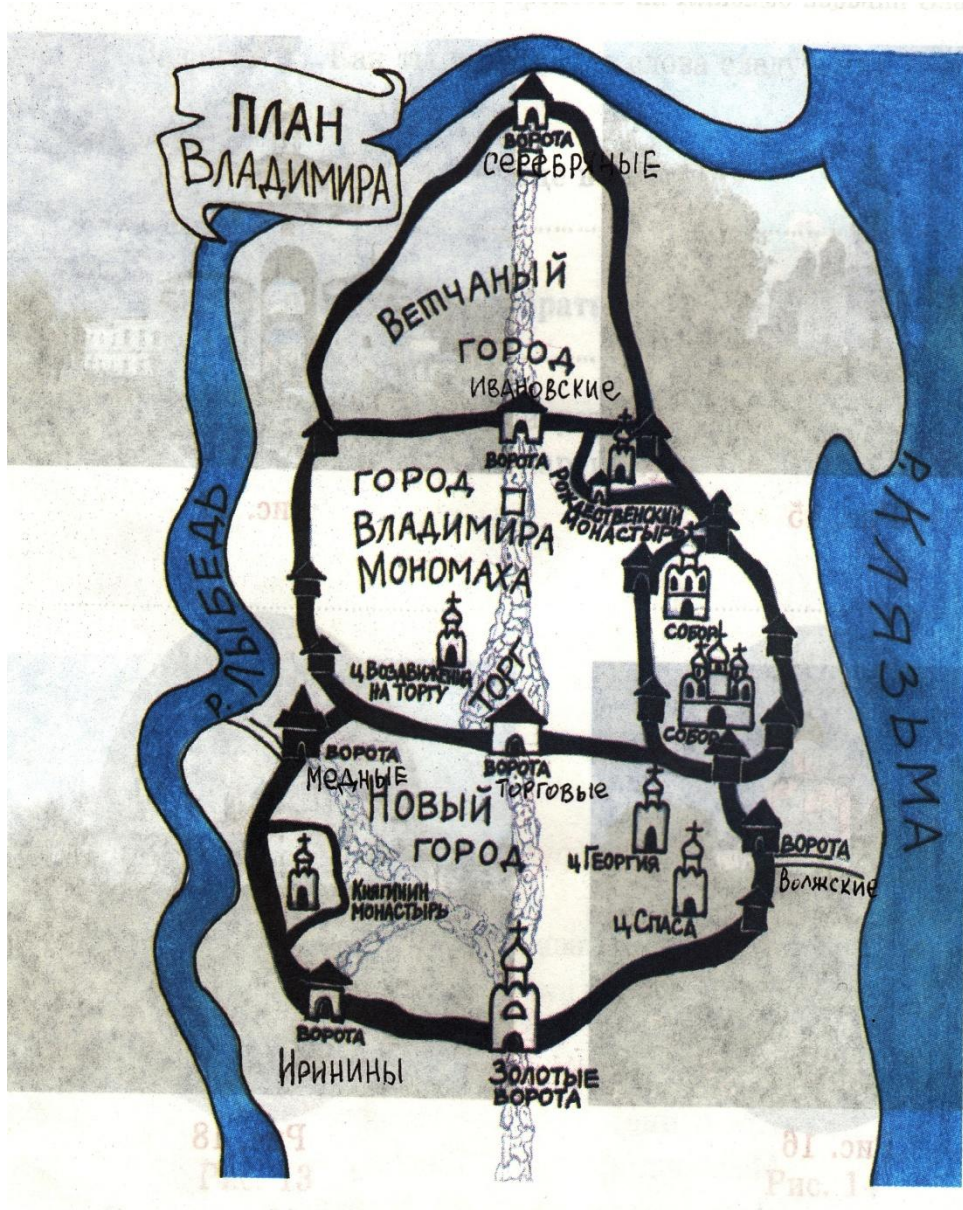 ПЛАН
ВЛАДИМИРА
ВОРОТА
СЕРЕБРЯНЫЕ
ВЕТЧАНЫЙ
ГОРОД
ИВАНОВСКИЕ
ВОРОТА
РОЖДЕСТВЕНСКИЙ
МОНАСТЫРЬ
ГОРОД
ВЛАДИМИРА
МОНОМАХА
СОБОР
Ц ВОЗДВИЖЕНИЯ
НА ТОРГУ
ТОРГ
СОБОР
Р. ЛЫБЕДЬ
Р. КЛЯЗЬМА
ВОРОТА
МЕДНЫЕ
ВОРОТА
ТОРГОВЫЕ
НОВЫЙ
ГОРОД
Ц ГЕОРГИЯ
ВОРОТА
ВОЛЖСКИЕ
КНЯГИНИН
МОНАСТЫРЬ
Ц СПАСА
ВОРОТА
ИРИНИНЫ
ЗОЛОТЫЕ
ВОРОТА